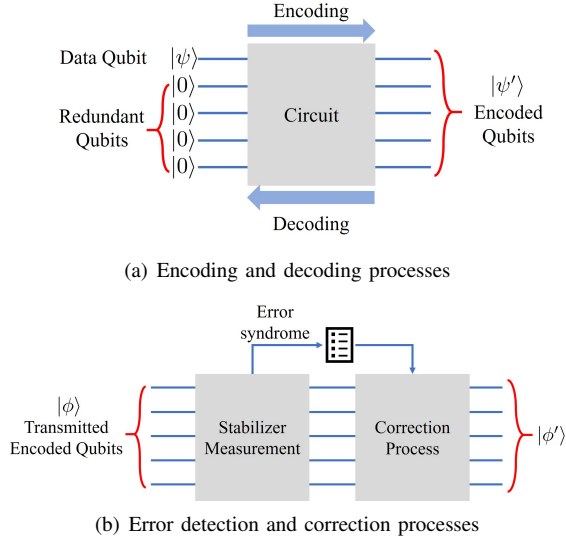 Encoding
Data Qubit |ψ⟩
|0⟩
|0⟩
|0⟩
|0⟩
Redundant
Qubits
Circuit
|ψ′⟩
Encoded
Qubits
Decoding
(a) Encoding and decoding processes
Error
syndrome
|ϕ⟩
Transmitted
Encoded Qubits
Stabilizer
Measurement
Correction
Process
|ϕ′⟩
(b) Error detection and correction processes